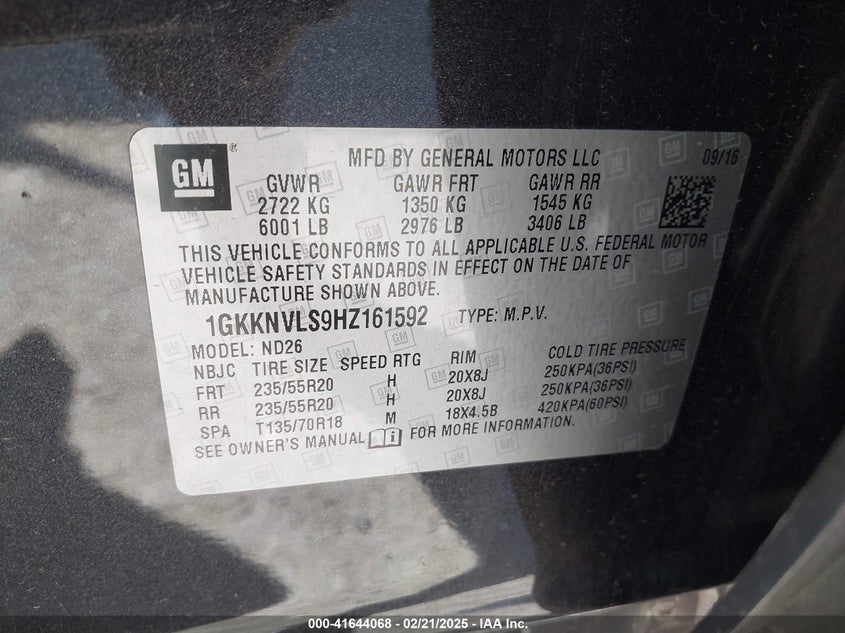 GM
MFD BY GENERAL MOTORS LLC 09/16
GVWR GAWR FRT GAWR RR
2722 KG 1350 KG 1545 KG
6001 LB 2976 LB 3406 LB
THIS VEHICLE CONFORMS TO ALL APPLICABLE U.S. FEDERAL MOTOR
VEHICLE SAFETY STANDARDS IN EFFECT ON THE DATE OF
MANUFACTURE SHOWN ABOVE.
1GKKNVLS9HZ161592 TYPE: M.P.V.
MODEL: ND26
NBJC TIRE SIZE SPEED RTG RIM COLD TIRE PRESSURE
FRT 235/55R20 H 20X8J 250KPA(36PSI)
RR 235/55R20 H 20X8J 250KPA(36PSI)
SPA T135/70R18 M 18X4.5B 420KPA(60PSI)
SEE OWNER'S MANUAL FOR MORE INFORMATION.
000-41644068 - 02/21/2025 - IAA Inc.